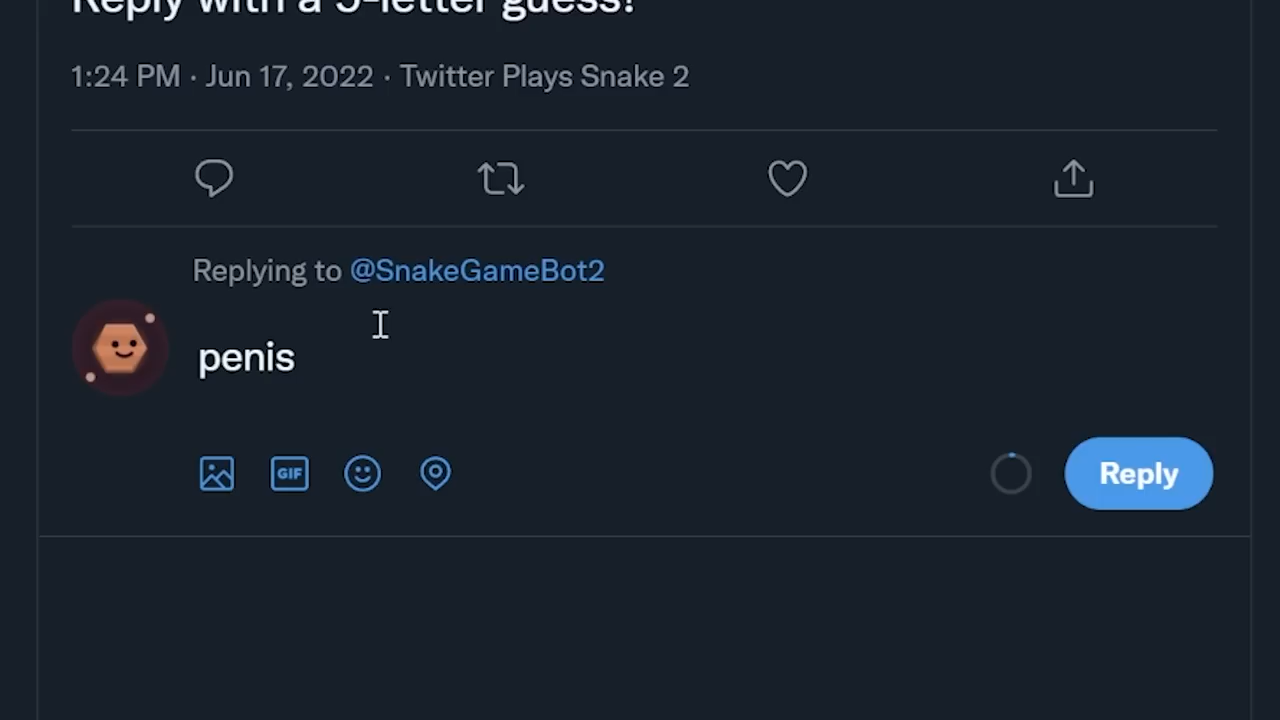 Reply with a 5-letter guess!
1:24 PM · Jun 17, 2022 · Twitter Plays Snake 2
Replying to @SnakeGameBot2
penis
GIF
Reply